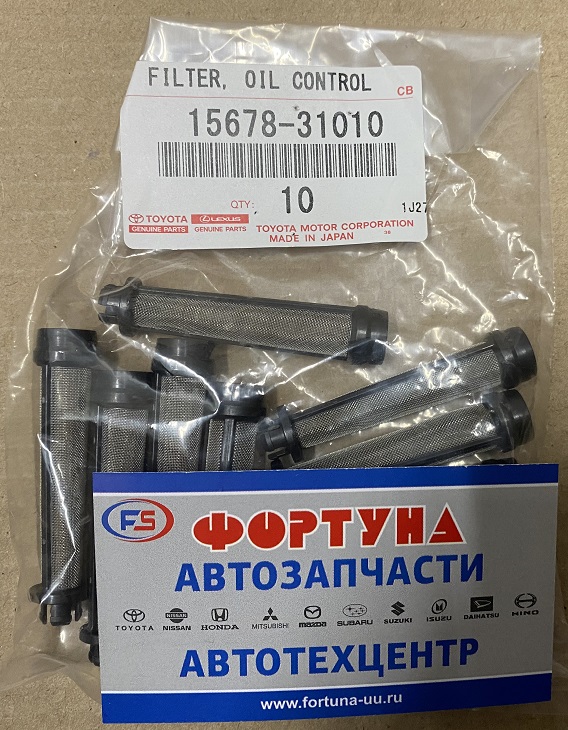 FILTER, OIL CONTROL
CB
15678-31010
QTY: 10
1J27
TOYOTA LEXUS
GENUINE PARTS GENUINE PARTS
TOYOTA MOTOR CORPORATION
MADE IN JAPAN 38
FS ФОРТУНА
АВТОЗАПЧАСТИ
TOYOTA NISSAN HONDA MITSUBISHI mazda SUBARU SUZUKI ISUZU DAIHATSU HINO
АВТОТЕХЦЕНТР
www.fortuna-uu.ru